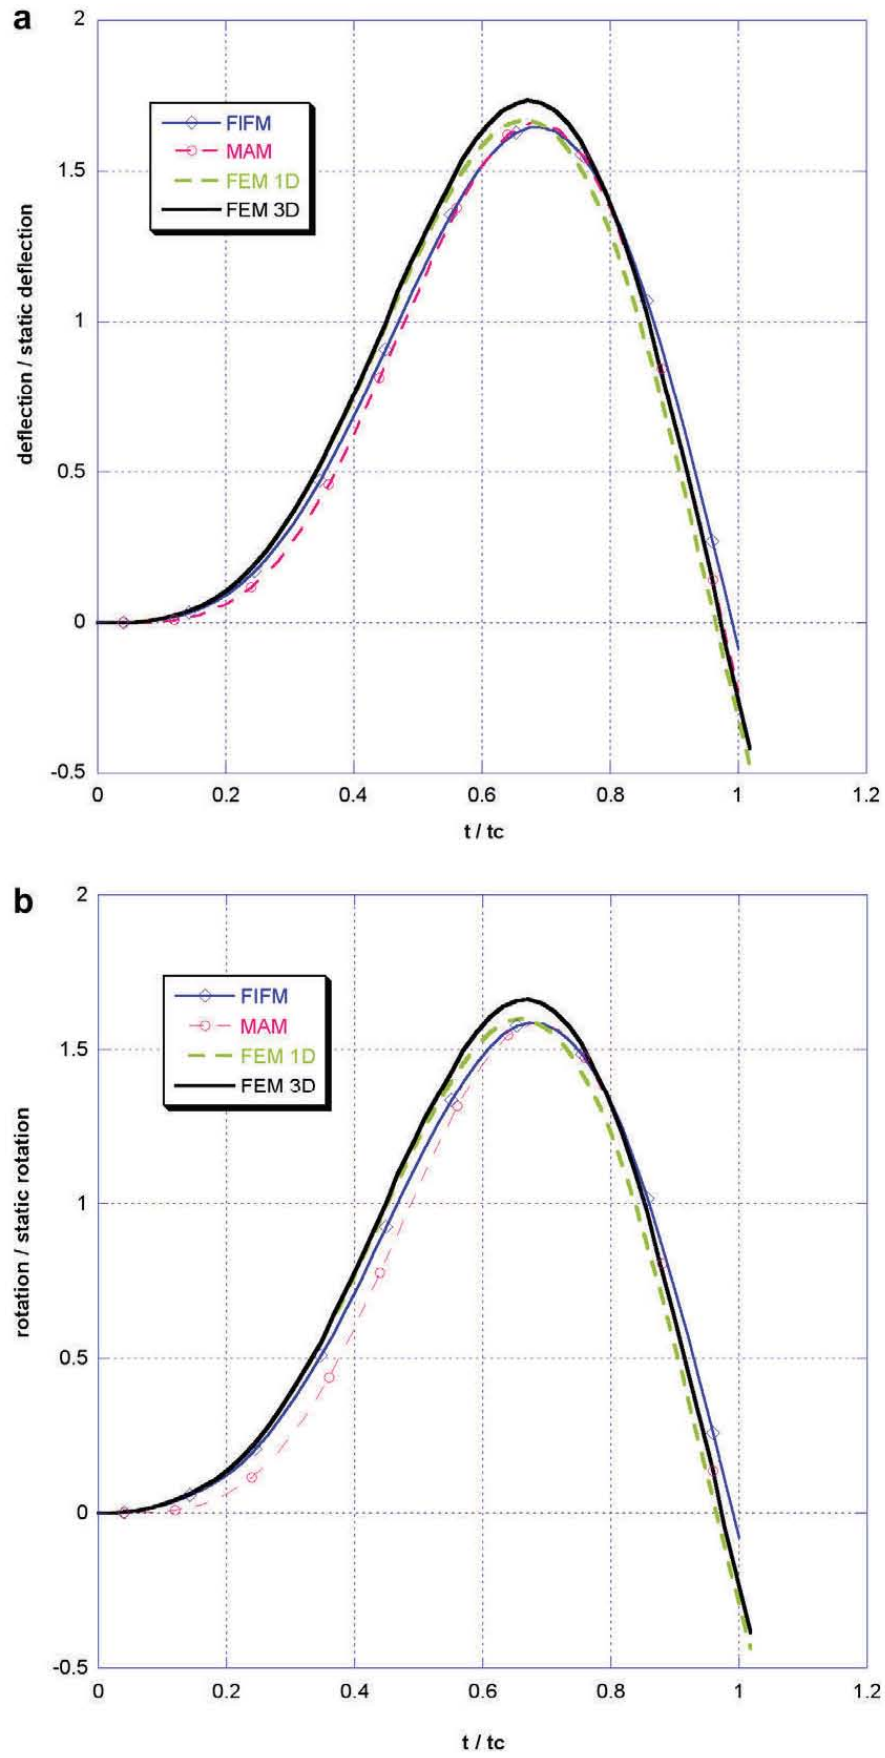 a
2
1.5
1
0.5
0
-0.5
deflection / static deflection
FIFM
MAM
FEM 1D
FEM 3D
0 0.2 0.4 0.6 0.8 1 1.2
t / tc
b
2
1.5
1
0.5
0
-0.5
rotation / static rotation
FIFM
MAM
FEM 1D
FEM 3D
0 0.2 0.4 0.6 0.8 1 1.2
t / tc